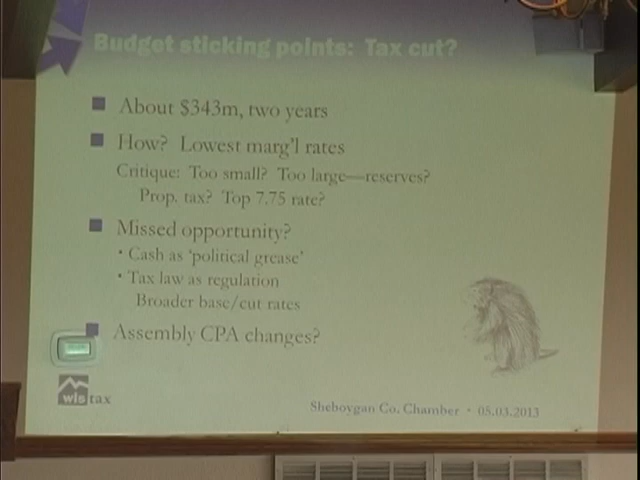 Budget sticking points: Tax cut?
About $343m, two years
How? Lowest marg'l rates
Critique: Too small? Too large—reserves?
Prop. tax? Top 7.75 rate?
Missed opportunity?
• Cash as 'political grease'
• Tax law as regulation
Broader base/cut rates
Assembly CPA changes?
wistax
Sheboygan Co. Chamber • 05.03.2013